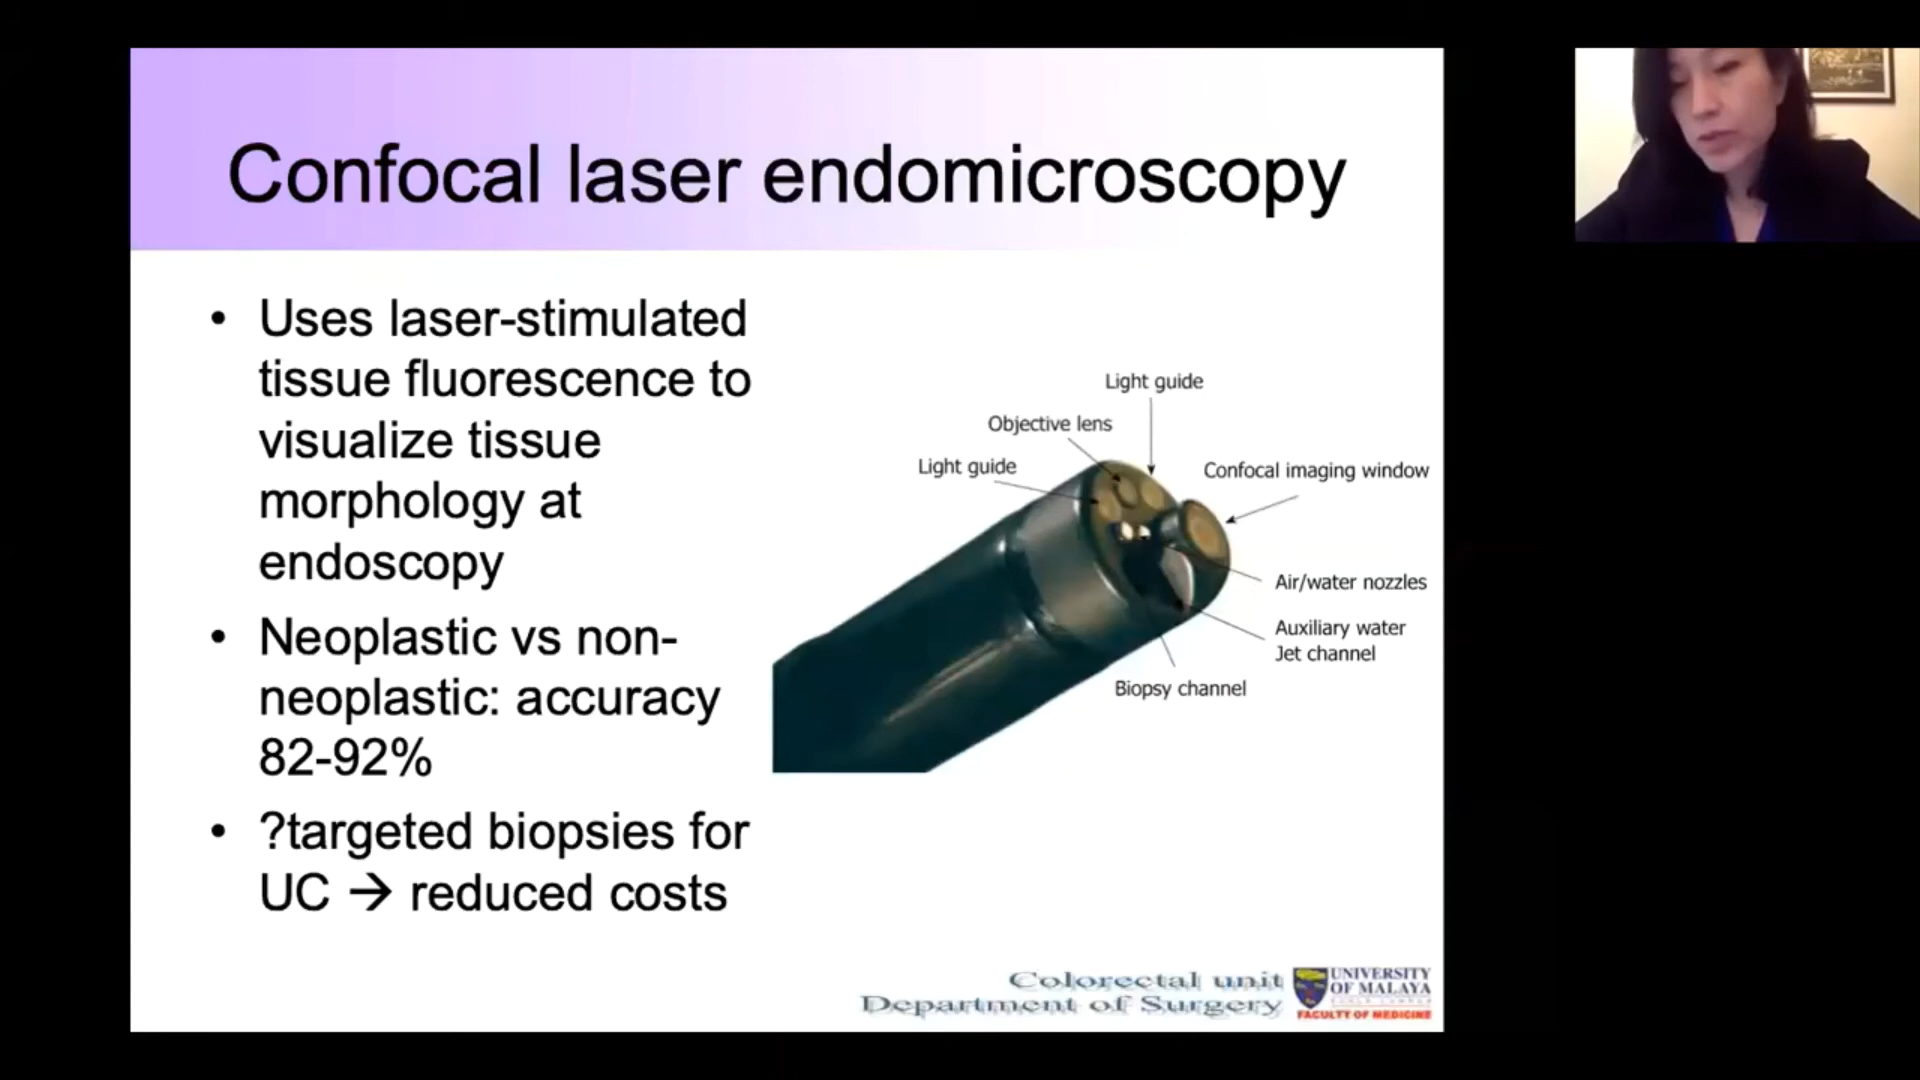 Confocal laser endomicroscopy
• Uses laser-stimulated
tissue fluorescence to
visualize tissue
morphology at
endoscopy
• Neoplastic vs non-
neoplastic: accuracy
82-92%
• ?targeted biopsies for
UC → reduced costs
Light guide
Objective lens
Light guide
Confocal imaging window
Air/water nozzles
Auxiliary water
Jet channel
Biopsy channel
Colorectal unit
Department of Surgery
UNIVERSITY
OF MALAYA
FACULTY OF MEDICINE